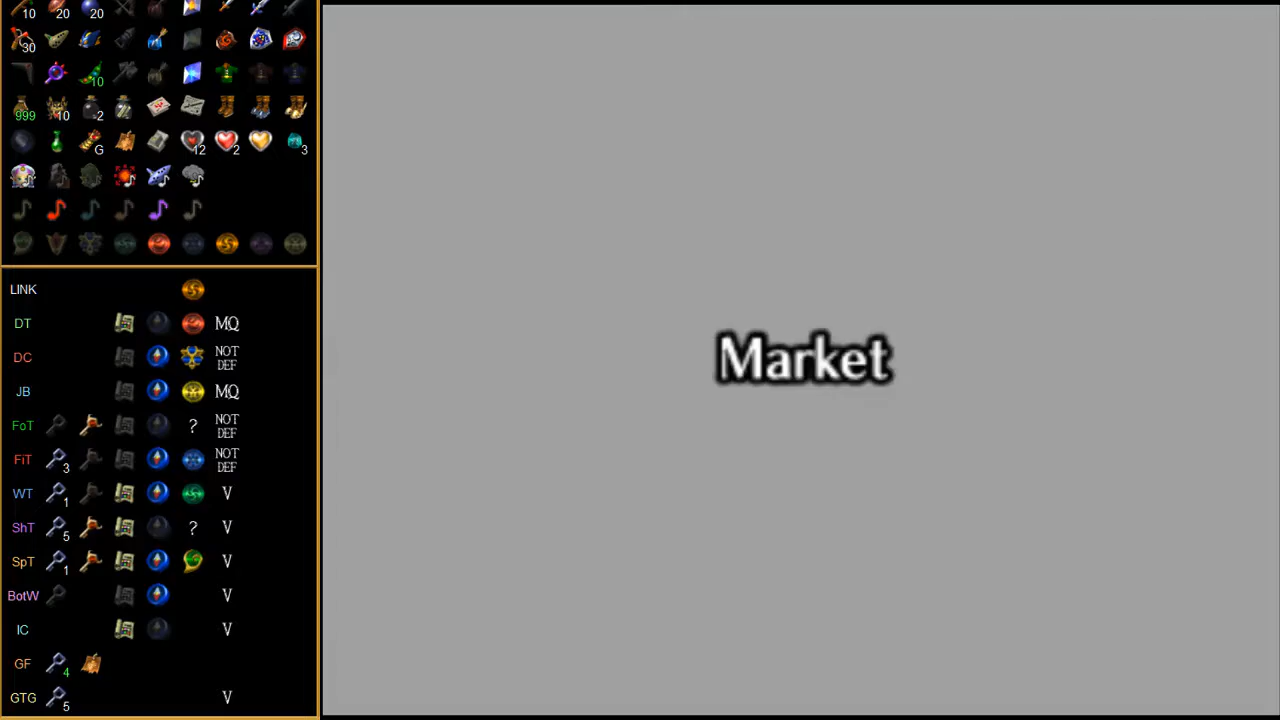 10 20 20
30
10
999 10 2
G 12 2 3
LINK
DT MQ
DC NOT DEF
JB MQ
FoT ? NOT DEF
FiT 3 NOT DEF
WT 1 V
ShT 5 ? V
SpT 1 V
BotW V
IC V
GF 4
GTG 5 V
Market